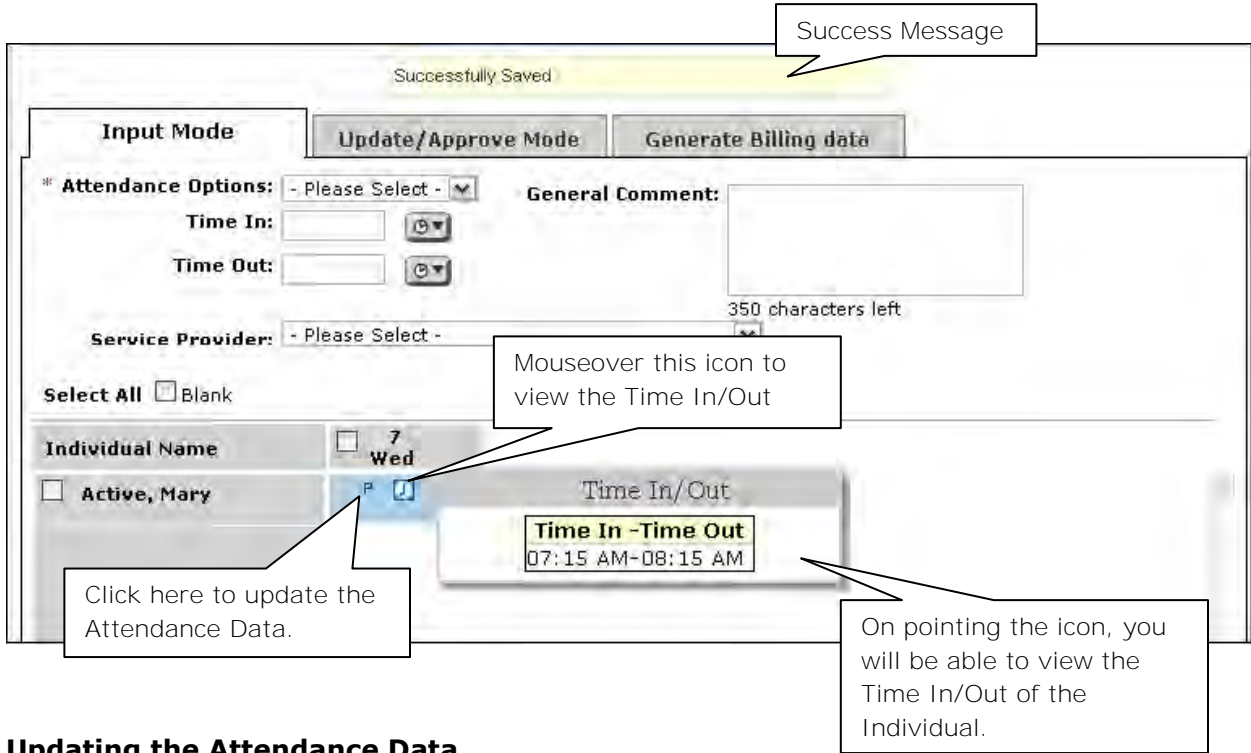 Success Message
Successfully Saved
Input Mode
Update/Approve Mode
Generate Billing data
* Attendance Options: - Please Select -
General Comment:
Time In:
Time Out:
350 characters left
Service Provider: - Please Select -
Mouseover this icon to
view the Time In/Out
Select All Blank
Individual Name
7
Wed
Active, Mary
P
Time In/Out
Time In -Time Out
07:15 AM-08:15 AM
Click here to update the
Attendance Data.
On pointing the icon, you
will be able to view the
Time In/Out of the
Individual.
Updating the Attendance Data